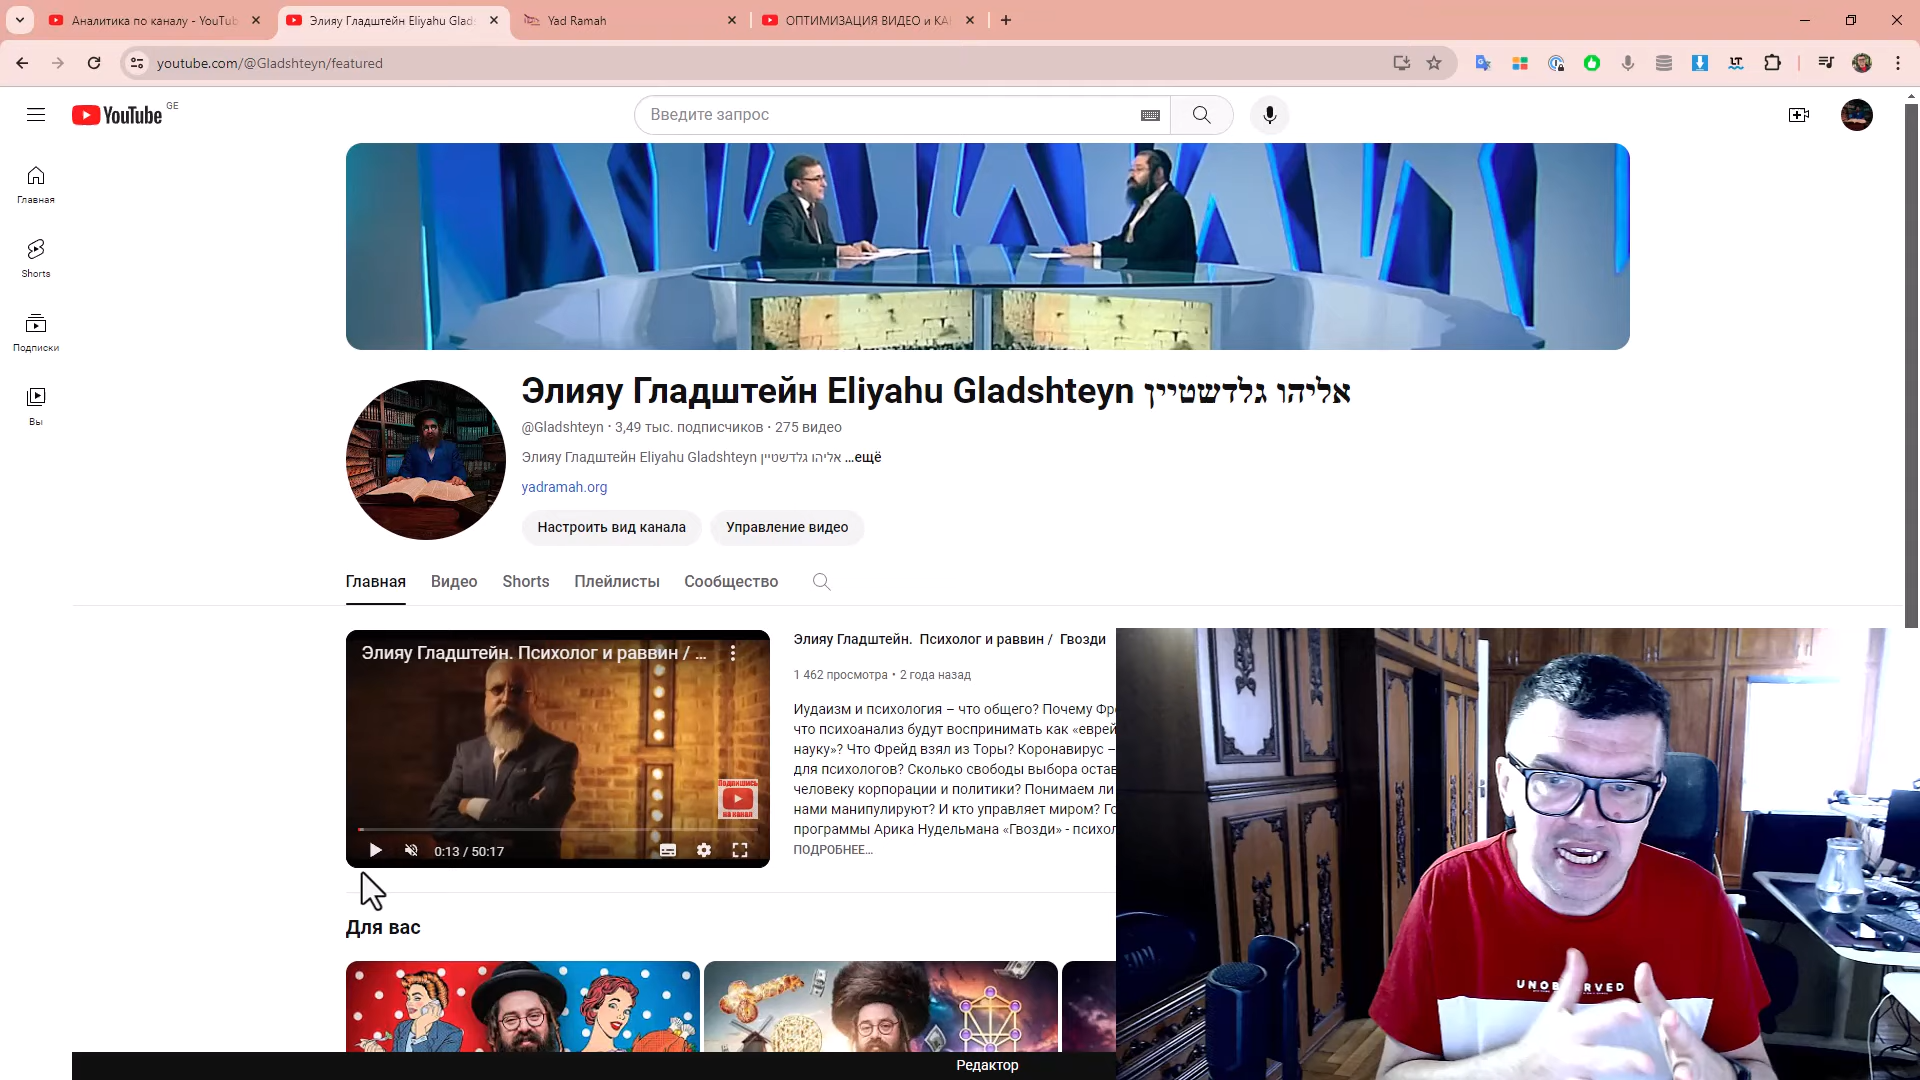 Аналитика по каналу - YouTub
Элияу Гладштейн Eliyahu Glad
Yad Ramah
ОПТИМИЗАЦИЯ ВИДЕО и КА
youtube.com/@Gladshteyn/featured
YouTube GE
Введите запрос
Главная
Shorts
Подписки
Вы
Элияу Гладштейн Eliyahu Gladshteyn אליהו גלדשטיין
@Gladshteyn · 3,49 тыс. подписчиков · 275 видео
Элияу Гладштейн Eliyahu Gladshteyn אליהו גלדשטיין ...ещё
yadramah.org
Настроить вид канала
Управление видео
Главная Видео Shorts Плейлисты Сообщество
Элияу Гладштейн. Психолог и раввин / ...
Подпишись
на канал
0:13 / 50:17
Элияу Гладштейн. Психолог и раввин / Гвозди
1 462 просмотра • 2 года назад
Иудаизм и психология – что общего? Почему Фр
что психоанализ будут воспринимать как «еврей
науку»? Что Фрейд взял из Торы? Коронавирус –
для психологов? Сколько свободы выбора оста
человеку корпорации и политики? Понимаем ли
нами манипулируют? И кто управляет миром? Го
программы Арика Нудельмана «Гвозди» - психол
ПОДРОБНЕЕ...
Для вас
Редактор